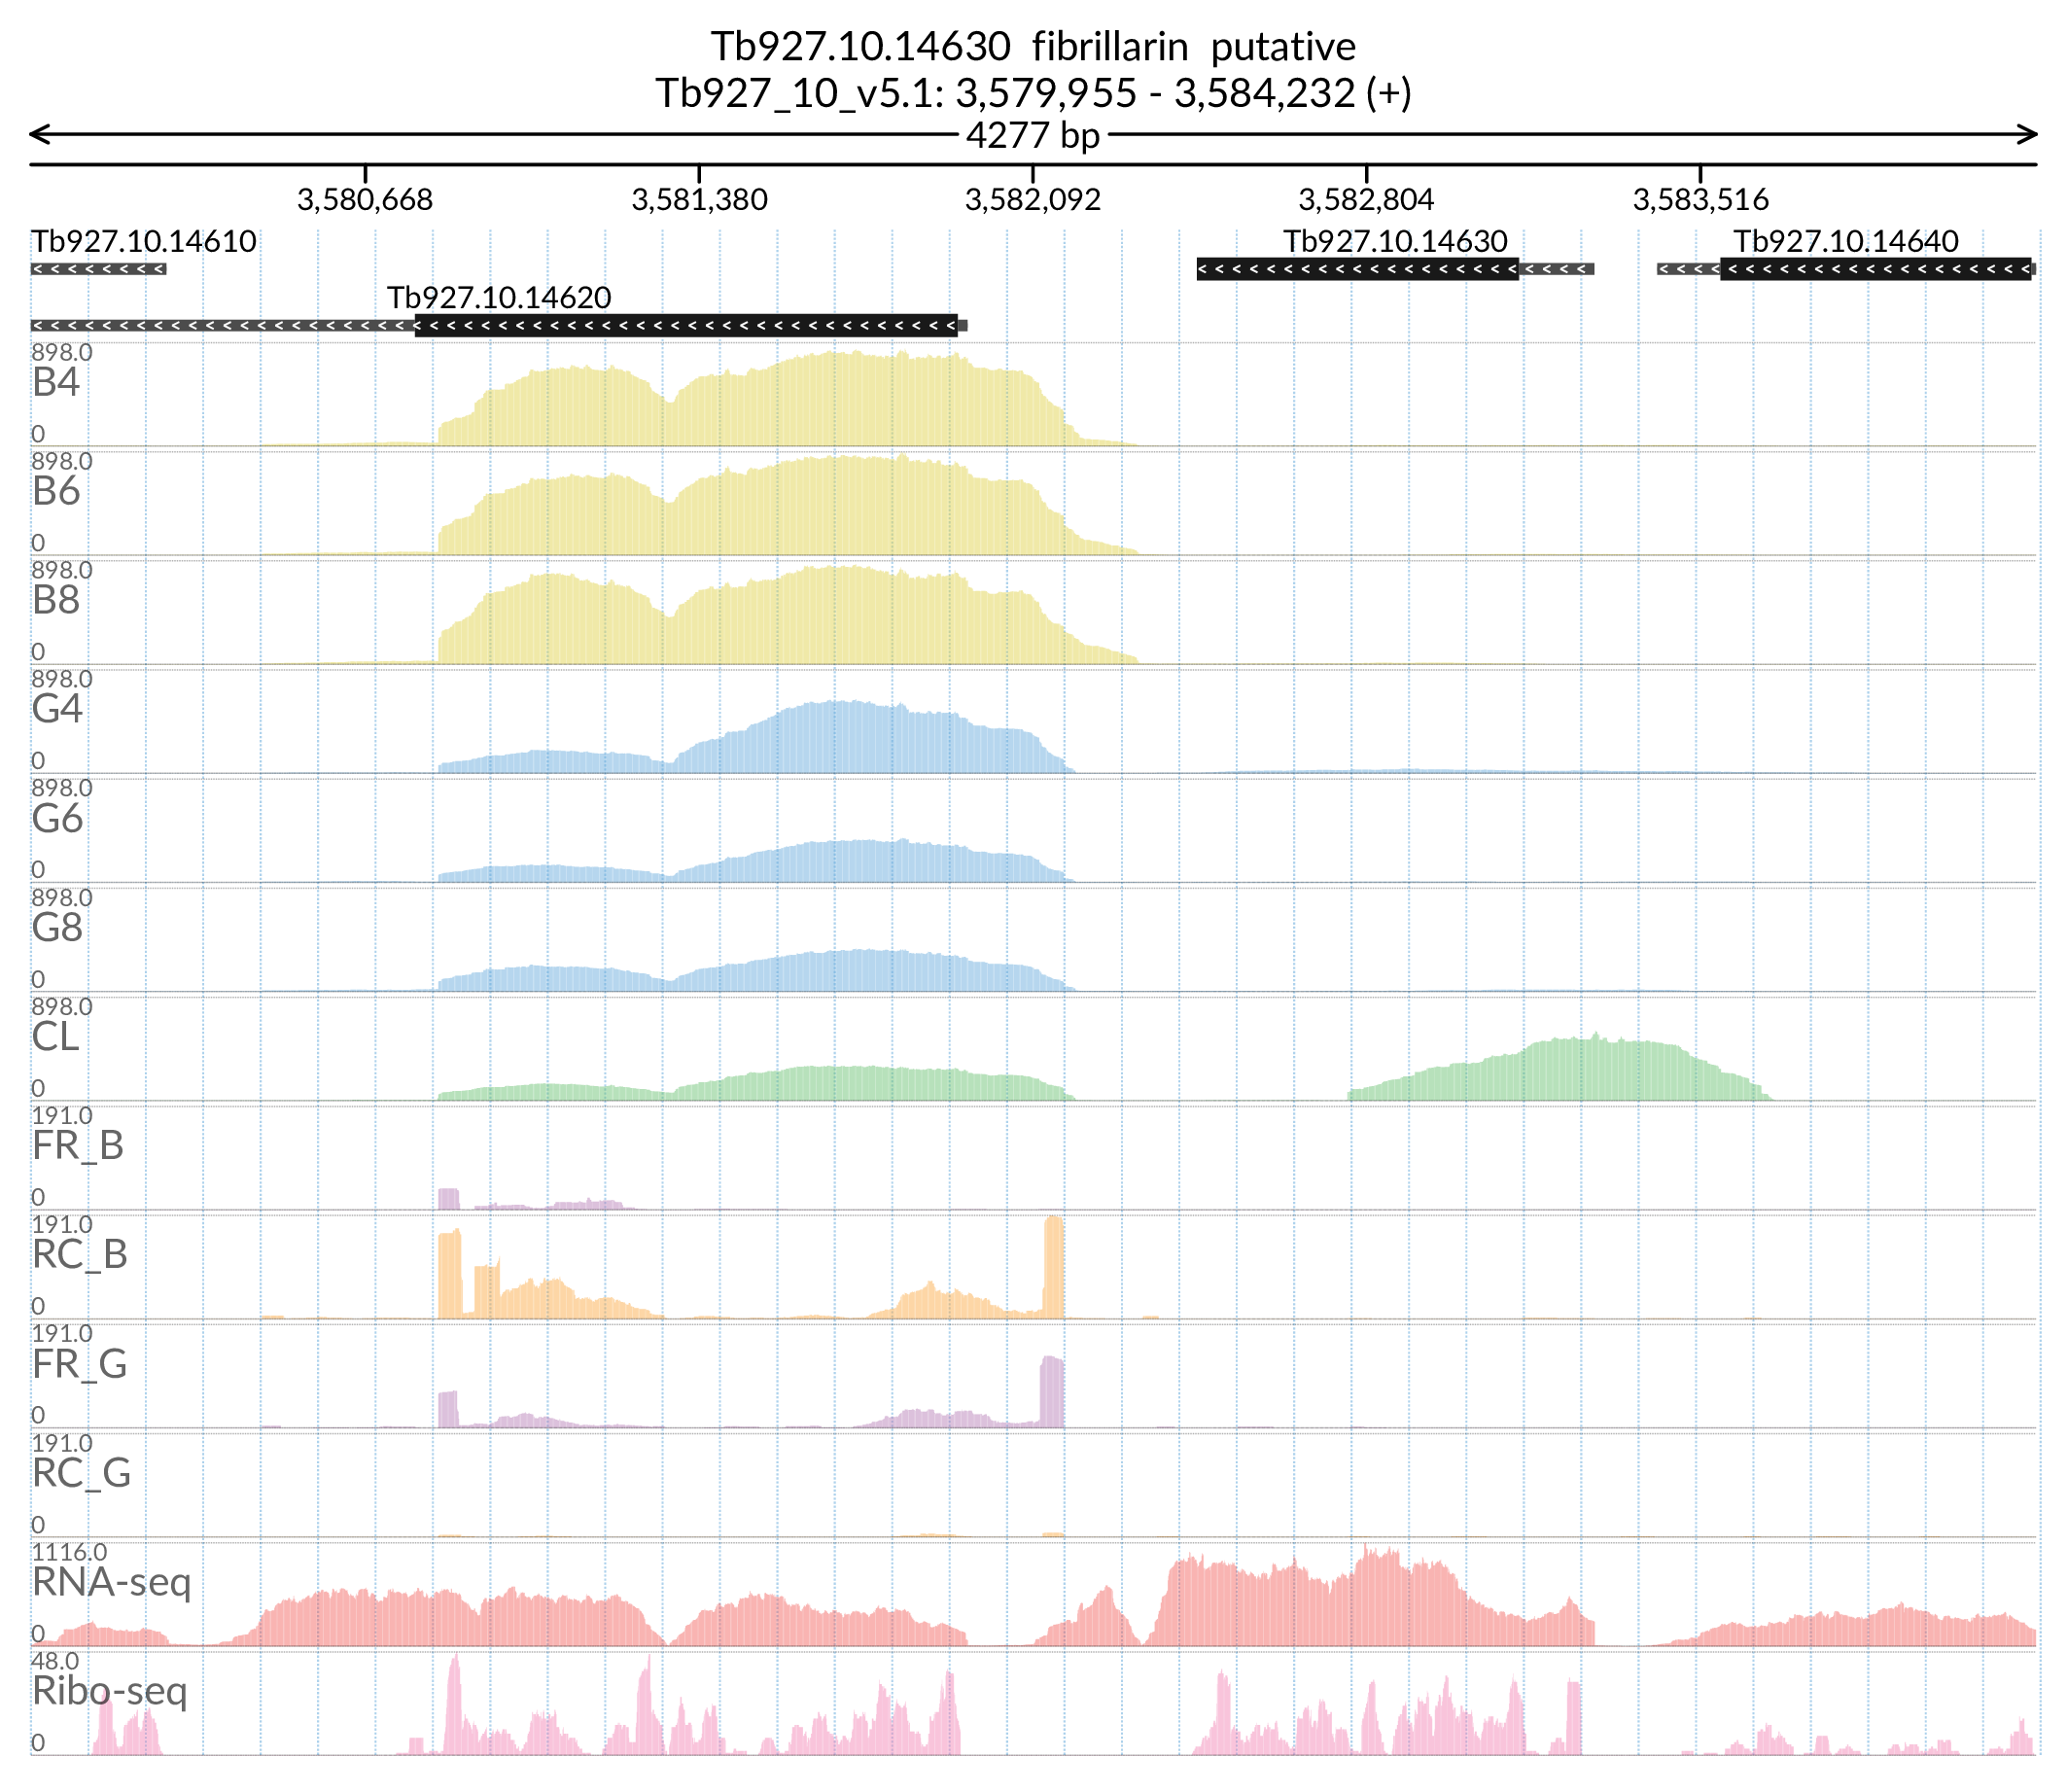 Tb927.10.14630 fibrillarin putative
Tb927_10_v5.1: 3,579,955 - 3,584,232 (+)
4277 bp
3,580,668 3,581,380 3,582,092 3,582,804 3,583,516
Tb927.10.14610 Tb927.10.14630 Tb927.10.14640
Tb927.10.14620
898.0
B4
0
898.0
B6
0
898.0
B8
0
898.0
G4
0
898.0
G6
0
898.0
G8
0
898.0
CL
0
191.0
FR_B
0
191.0
RC_B
0
191.0
FR_G
0
191.0
RC_G
0
1116.0
RNA-seq
0
48.0
Ribo-seq
0